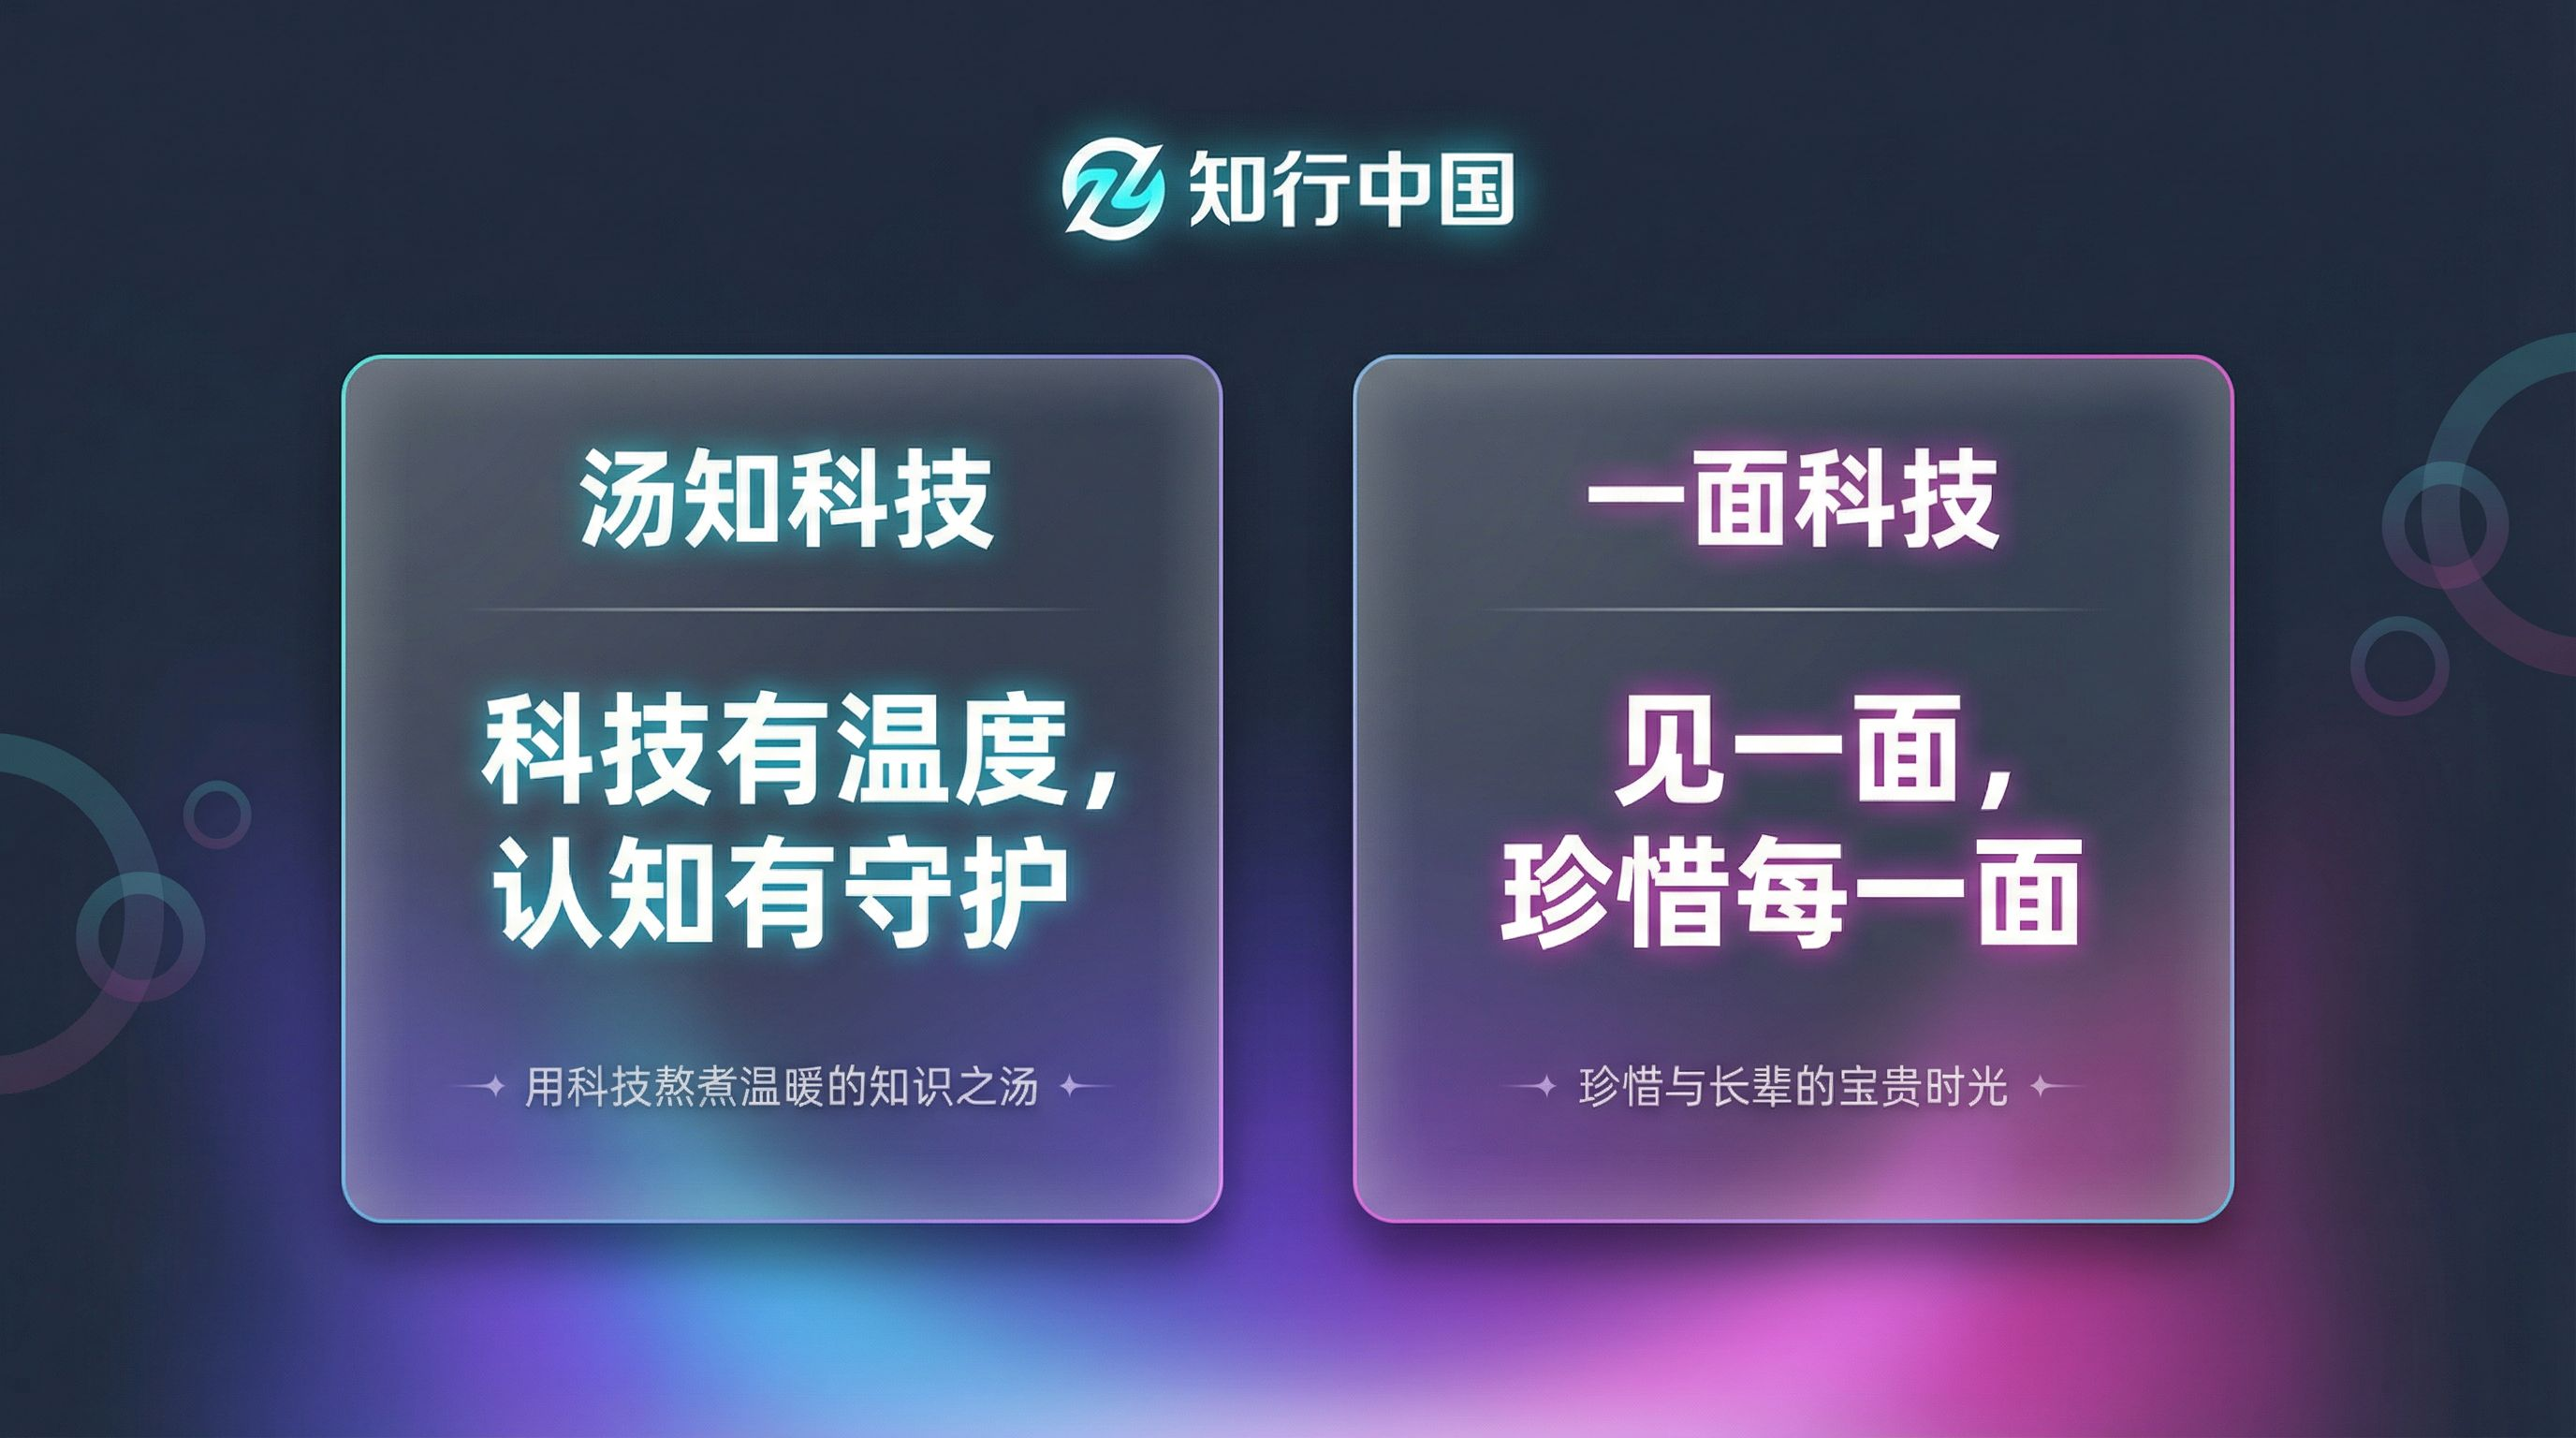 知行中国
汤知科技
科技有温度，
认知有守护
用科技熬煮温暖的知识之汤
一面科技
见一面，
珍惜每一面
珍惜与长辈的宝贵时光